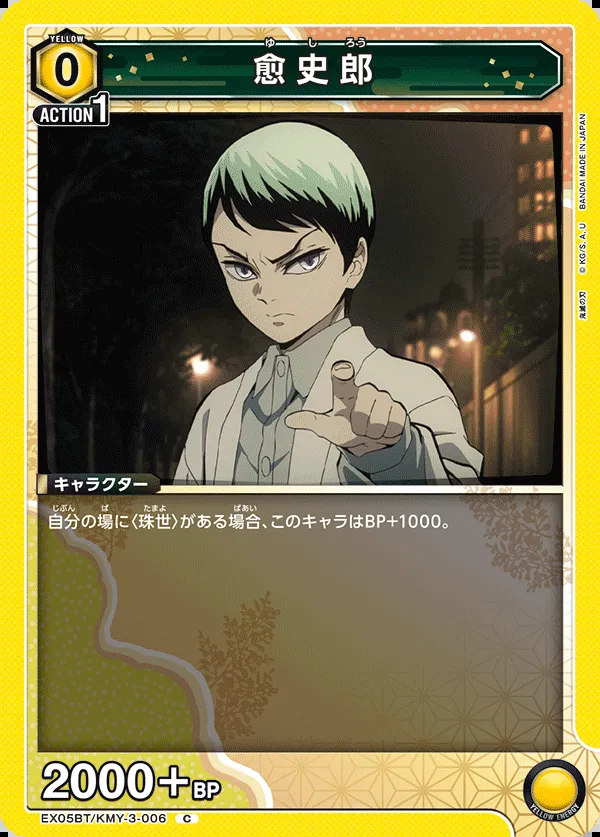 YELLOW
0
ACTION1
ゆしろう
愈史郎
BANDAI MADE IN JAPAN
© KG/S, A, U
鬼滅の刃
キャラクター
じぶん ば たまよ ばあい
自分の場に〈珠世〉がある場合、このキャラはBP+1000。
2000+BP
YELLOW ENERGY
EX05BT/KMY-3-006 C